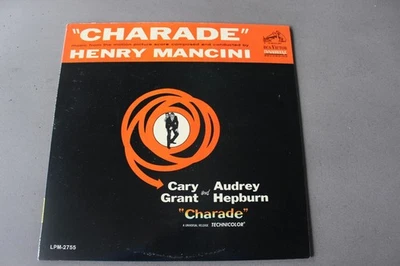 "CHARADE"
music from the motion picture score composed and conducted by
HENRY MANCINI
RCA VICTOR
Cary and Audrey
Grant Hepburn
"Charade"
A UNIVERSAL RELEASE TECHNICOLOR®
LPM-2755